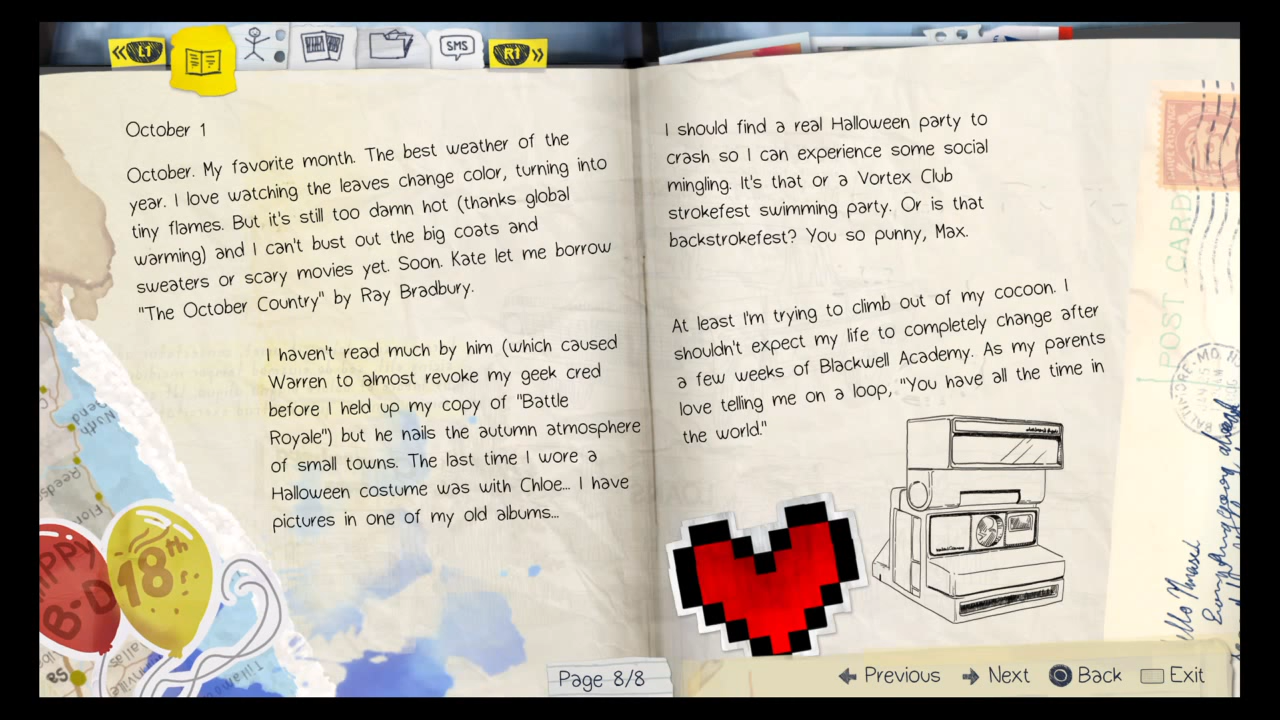 L1
SMS
R1
October 1
October. My favorite month. The best weather of the
year. I love watching the leaves change color, turning into
tiny flames. But it's still too damn hot (thanks global
warming) and I can't bust out the big coats and
sweaters or scary movies yet. Soon. Kate let me borrow
"The October Country" by Ray Bradbury.
I haven't read much by him (which caused
Warren to almost revoke my geek cred
before I held up my copy of "Battle
Royale") but he nails the autumn atmosphere
of small towns. The last time I wore a
Halloween costume was with Chloe... I have
pictures in one of my old albums...
I should find a real Halloween party to
crash so I can experience some social
mingling. It's that or a Vortex Club
strokefest swimming party. Or is that
backstrokefest? You so punny, Max.
At least I'm trying to climb out of my cocoon. I
shouldn't expect my life to completely change after
a few weeks of Blackwell Academy. As my parents
love telling me on a loop, "You have all the time in
the world."
18th
B-D
POST CARD
North
Bend
Page 8/8
Previous
Next
Back
Exit